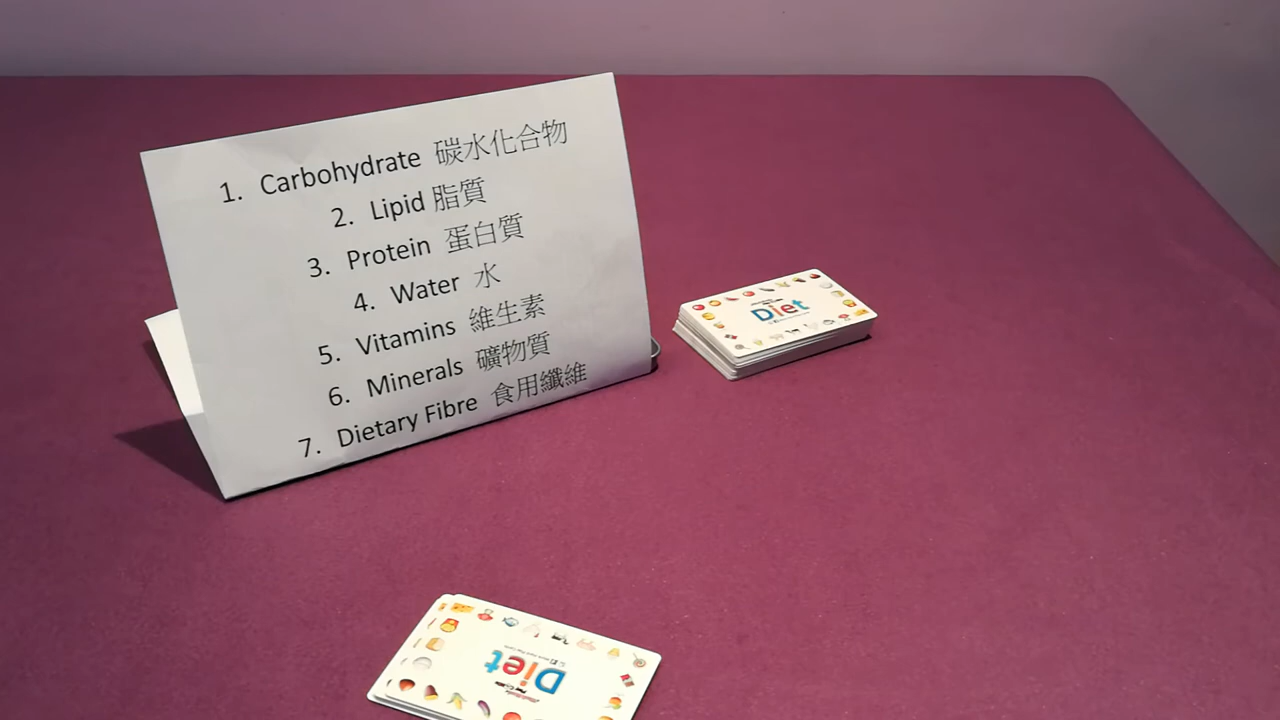 1. Carbohydrate 碳水化合物
2. Lipid 脂質
3. Protein 蛋白質
4. Water 水
5. Vitamins 維生素
6. Minerals 礦物質
7. Dietary Fibre 食用纖維
Diet
Diet